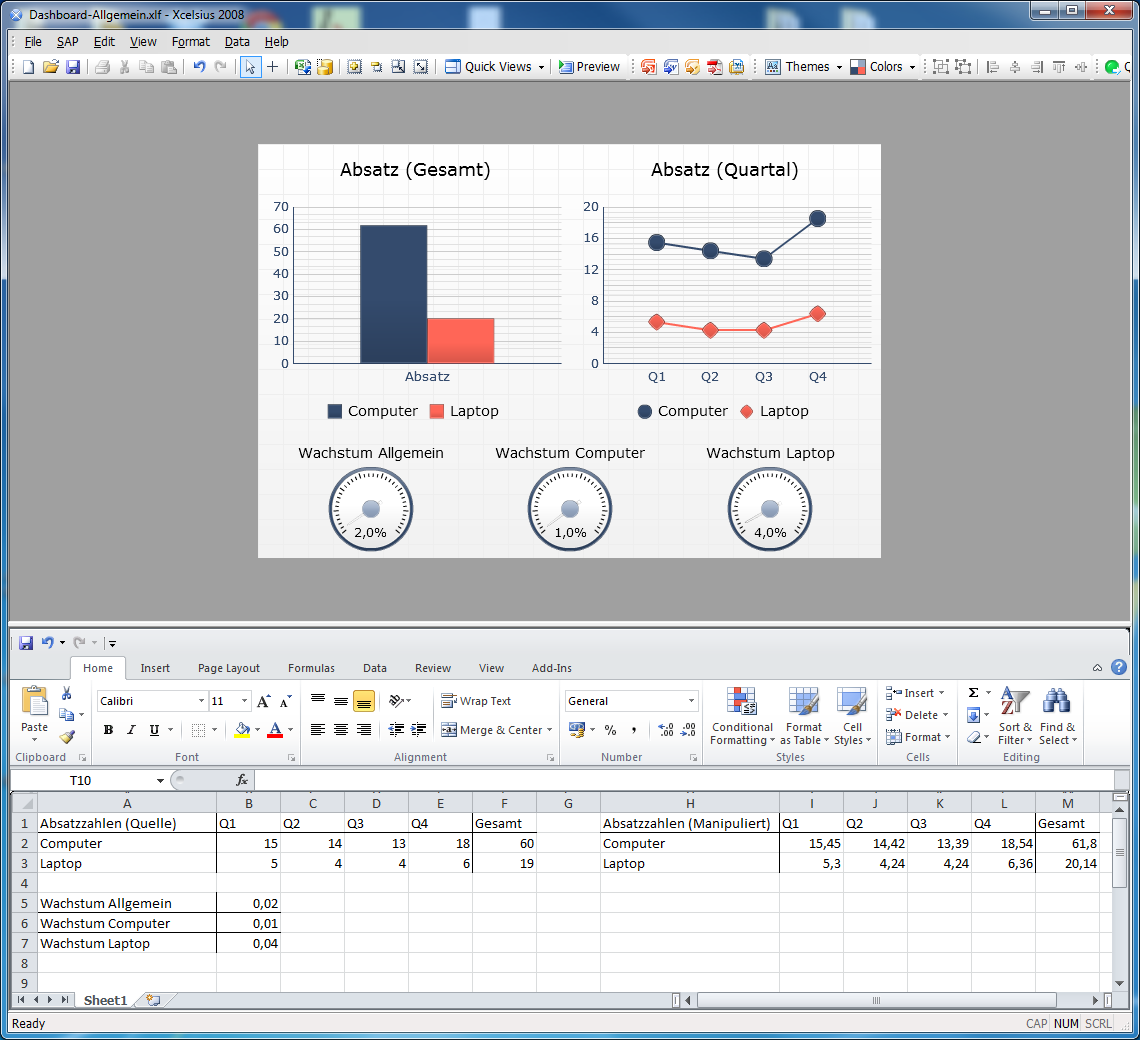 Dashboard-Allgemein.xlf - Xcelsius 2008
File SAP Edit View Format Data Help
Quick Views Preview Themes Colors
Absatz (Gesamt)
70
60
50
40
30
20
10
0
Absatz
Computer Laptop
Absatz (Quartal)
20
16
12
8
4
0
Q1 Q2 Q3 Q4
Computer Laptop
Wachstum Allgemein Wachstum Computer Wachstum Laptop
2,0% 1,0% 4,0%
Home Insert Page Layout Formulas Data Review View Add-Ins
Paste
Clipboard
Calibri 11
B I U A
Font
Wrap Text
Merge & Center
Alignment
General
% ,
Number
Conditional Formatting
Format as Table
Cell Styles
Styles
Insert
Delete
Format
Cells
Σ
Sort & Filter
Find & Select
Editing
T10 fx
A B C D E F G H I J K L M
1 Absatzzahlen (Quelle) Q1 Q2 Q3 Q4 Gesamt Absatzzahlen (Manipuliert) Q1 Q2 Q3 Q4 Gesamt
2 Computer 15 14 13 18 60 Computer 15,45 14,42 13,39 18,54 61,8
3 Laptop 5 4 4 6 19 Laptop 5,3 4,24 4,24 6,36 20,14
4
5 Wachstum Allgemein 0,02
6 Wachstum Computer 0,01
7 Wachstum Laptop 0,04
8
9
Sheet1
Ready CAP NUM SCRL